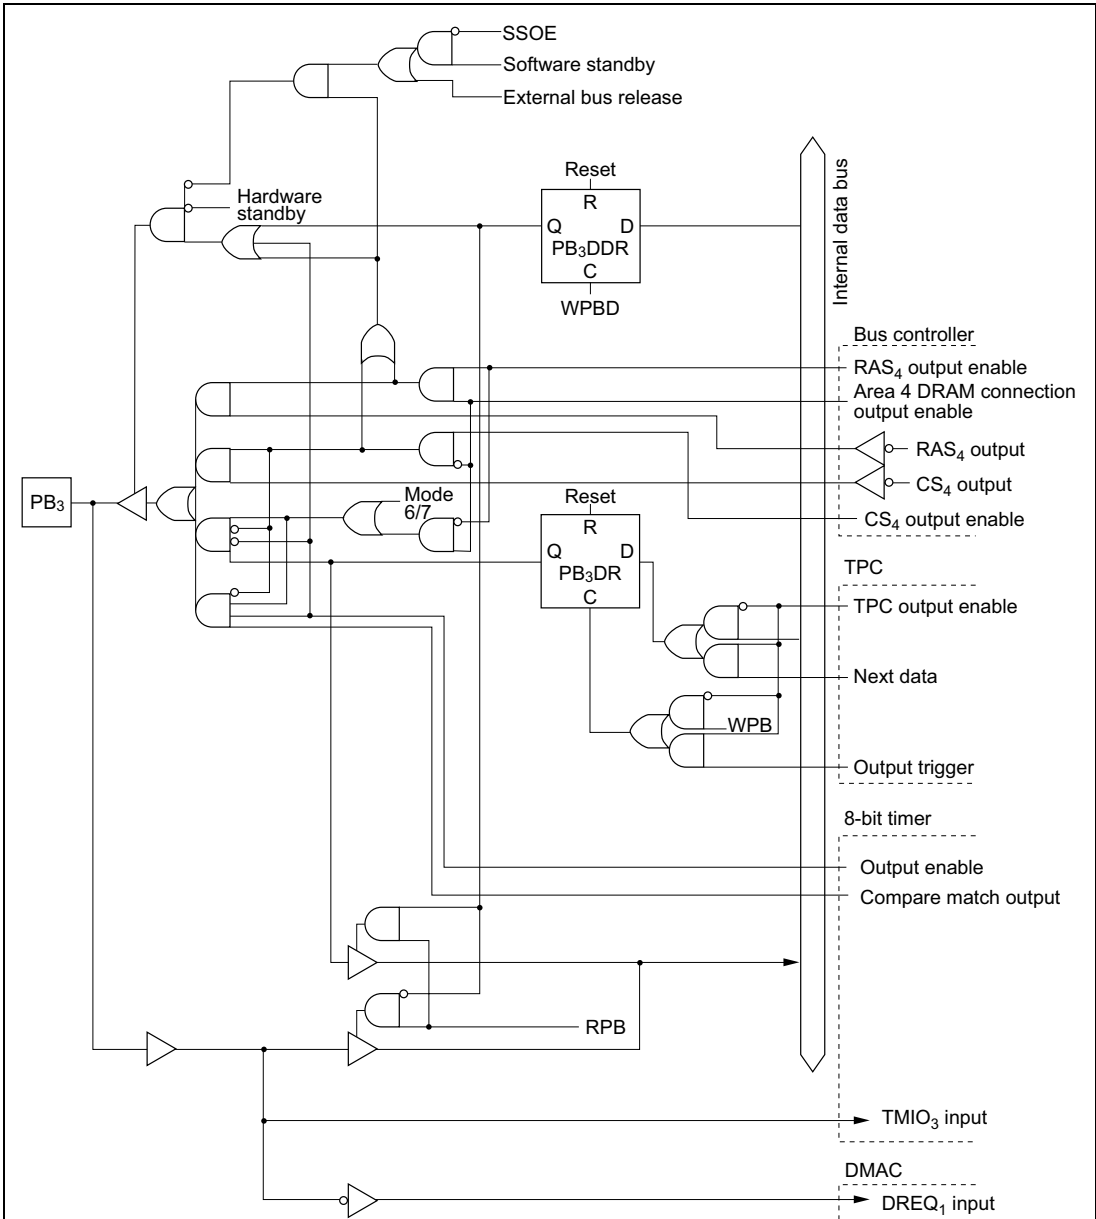 SSOE
Software standby
External bus release
Hardware
standby
Reset
R
Q
D
PB₃DDR
C
WPBD
Internal data bus
Bus controller
RAS₄ output enable
Area 4 DRAM connection
output enable
RAS₄ output
CS₄ output
CS₄ output enable
Mode
6/7
PB₃
Reset
R
Q
D
PB₃DR
C
TPC
TPC output enable
Next data
WPB
Output trigger
8-bit timer
Output enable
Compare match output
RPB
TMIO₃ input
DMAC
DREQ₁ input